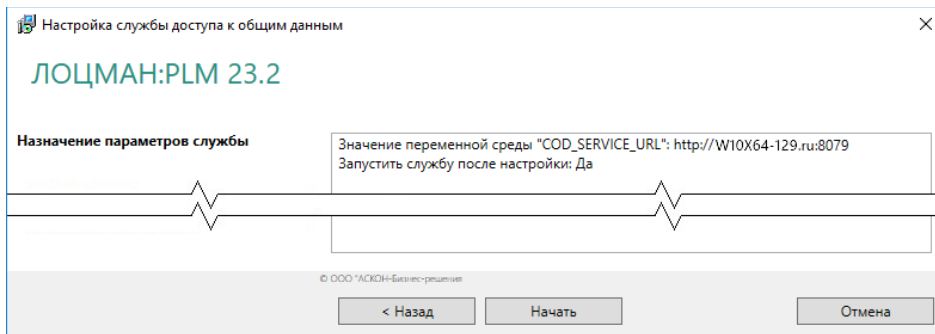 Настройка службы доступа к общим данным
ЛОЦМАН:PLM 23.2
Назначение параметров службы
Значение переменной среды "COD_SERVICE_URL": http://W10X64-129.ru:8079
Запустить службу после настройки: Да
© ООО "АСКОН-Бизнес-решения
< Назад
Начать
Отмена